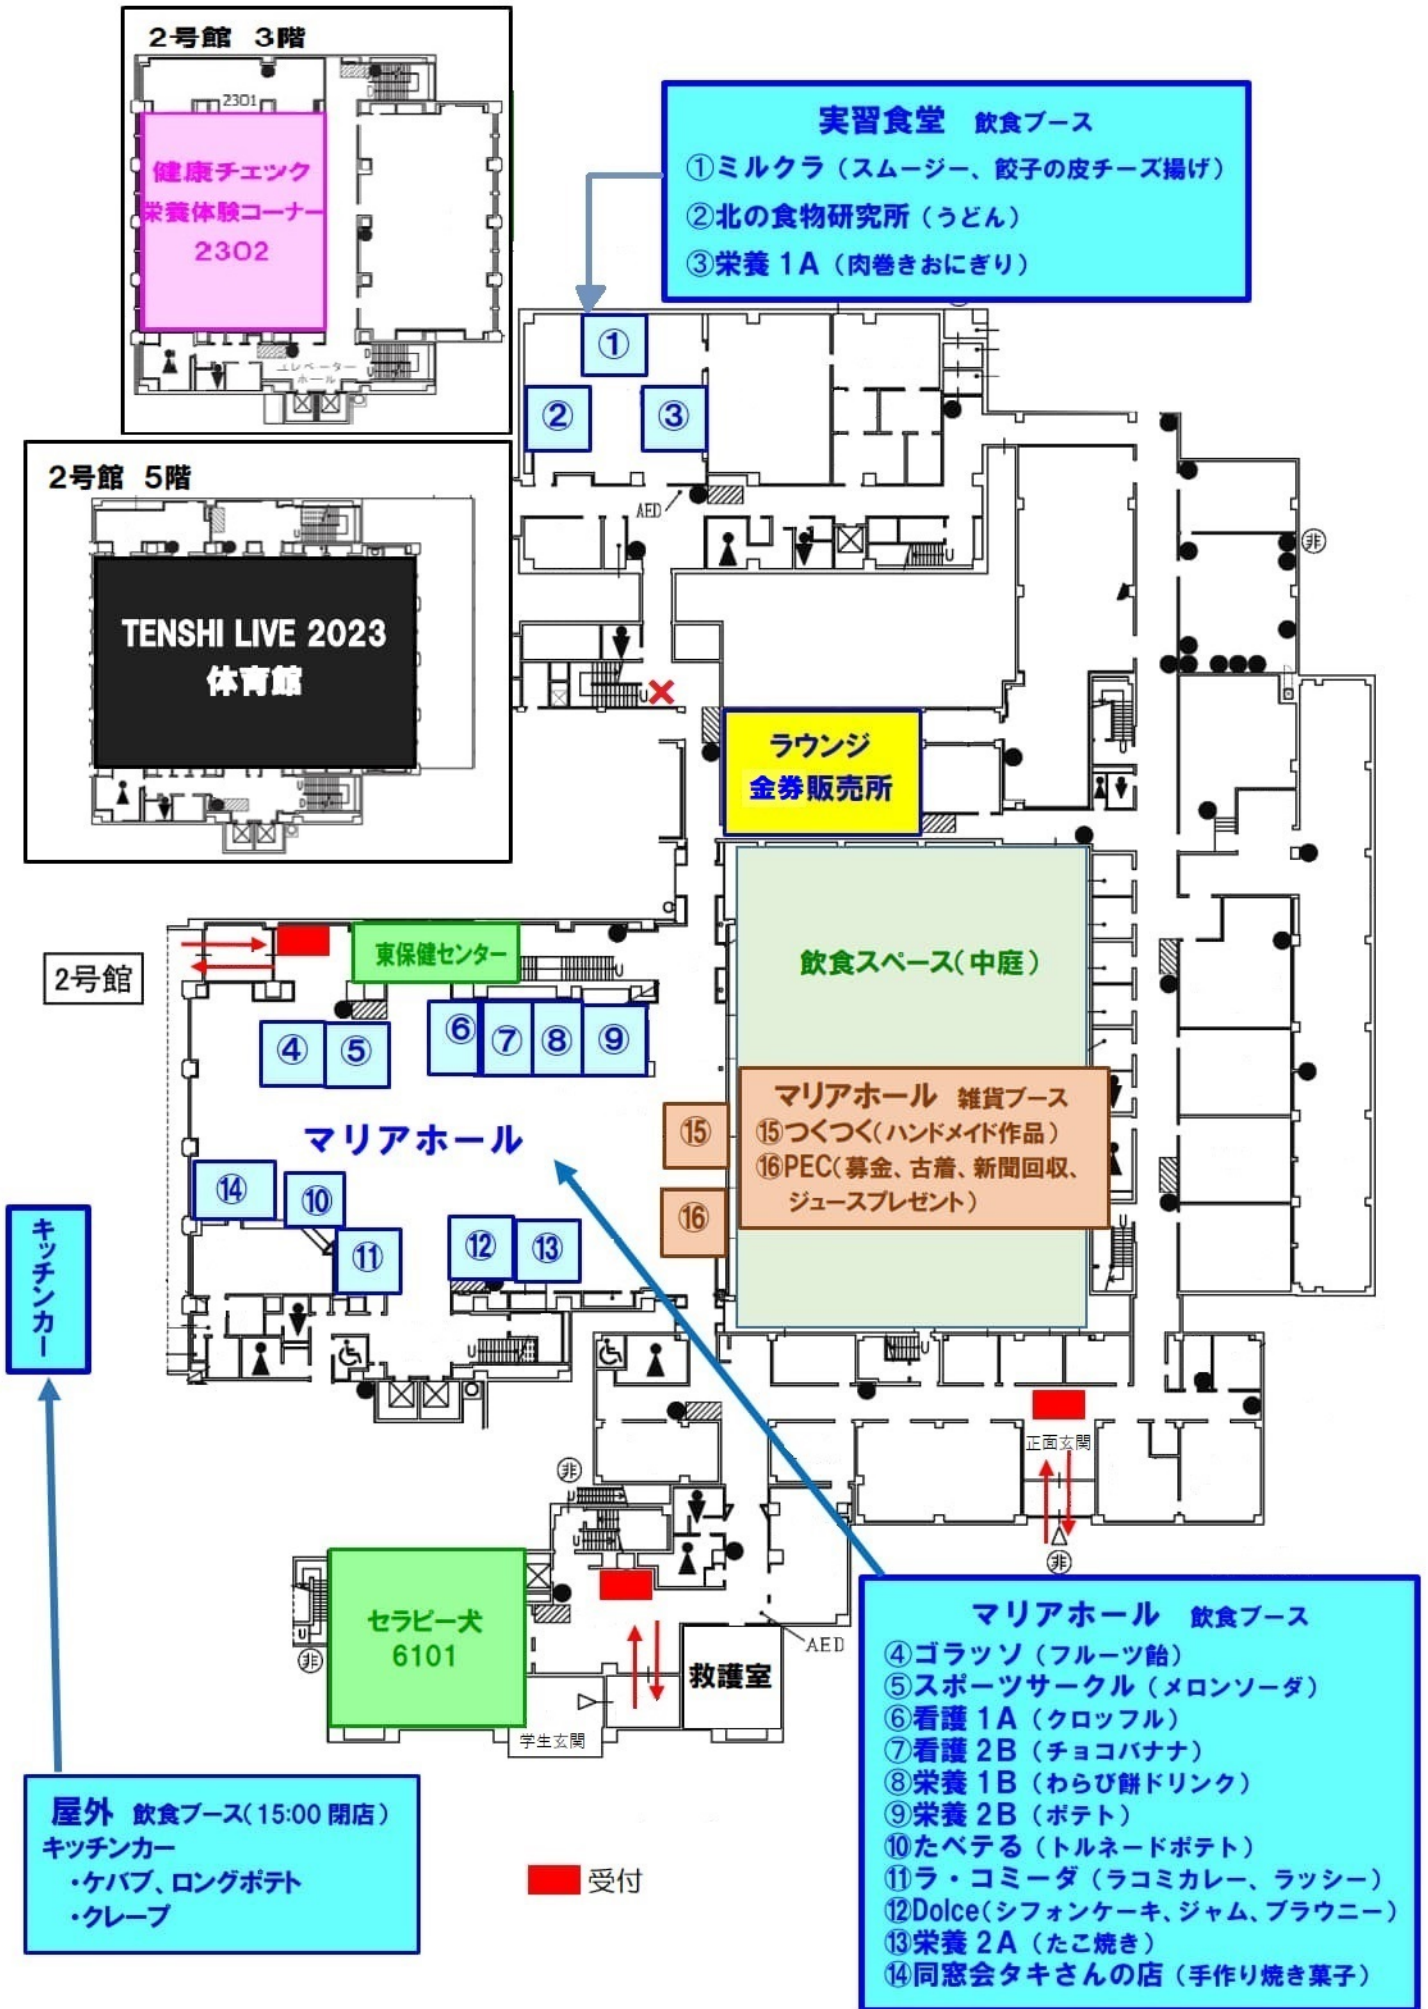 2号館 3階
2301
健康チェック
栄養体験コーナー
2302
エレベーター
ホール
2号館 5階
TENSHI LIVE 2023
体育館
実習食堂 飲食ブース
①ミルクラ（スムージー、餃子の皮チーズ揚げ）
②北の食物研究所（うどん）
③栄養1A（肉巻きおにぎり）
①
②
③
AED
非
ラウンジ
金券販売所
2号館
東保健センター
飲食スペース(中庭)
④
⑤
⑥
⑦
⑧
⑨
マリアホール
⑭
⑩
⑪
⑫
⑬
⑮
⑯
マリアホール 雑貨ブース
⑮つくつく(ハンドメイド作品)
⑯PEC(募金、古着、新聞回収、
ジュースプレゼント)
キッチンカー
正面玄関
非
非
非
セラピー犬
6101
AED
救護室
学生玄関
屋外 飲食ブース(15:00 閉店)
キッチンカー
・ケバブ、ロングポテト
・クレープ
受付
マリアホール 飲食ブース
④ゴラッソ（フルーツ飴）
⑤スポーツサークル（メロンソーダ）
⑥看護1A（クロッフル）
⑦看護2B（チョコバナナ）
⑧栄養1B（わらび餅ドリンク）
⑨栄養2B（ポテト）
⑩たベテる（トルネードポテト）
⑪ラ・コミーダ（ラコミカレー、ラッシー）
⑫Dolce(シフォンケーキ、ジャム、ブラウニー)
⑬栄養2A（たこ焼き）
⑭同窓会タキさんの店（手作り焼き菓子）